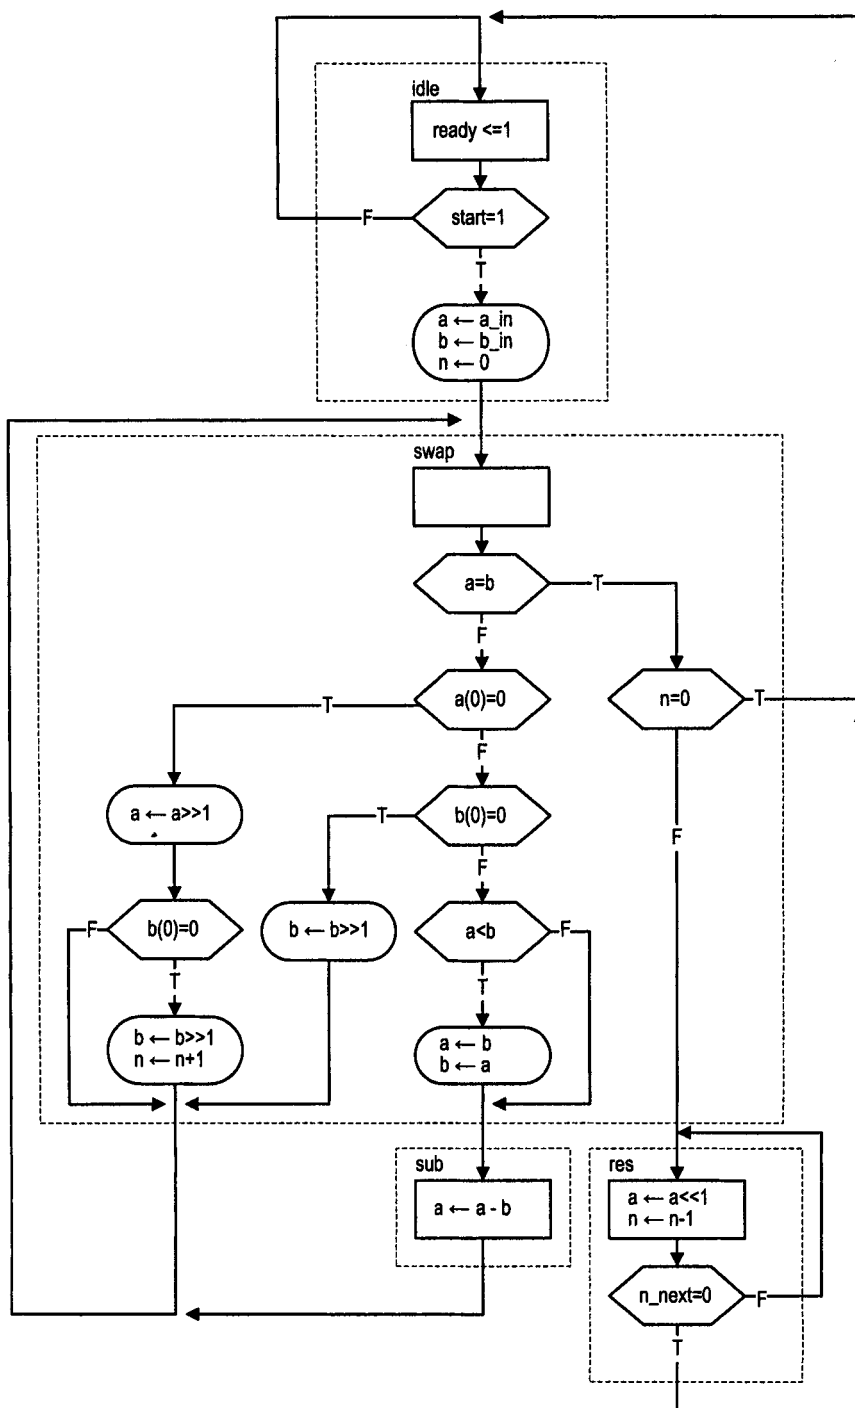 idle
ready <=1
start=1
F
T
a ← a_in
b ← b_in
n ← 0
swap
a=b
T
F
a(0)=0
T
F
n=0
T
F
a ← a>>1
b(0)=0
T
F
b(0)=0
F
T
b ← b>>1
a<b
F
T
b ← b>>1
n ← n+1
a ← b
b ← a
sub
a ← a - b
res
a ← a<<1
n ← n-1
n_next=0
F
T